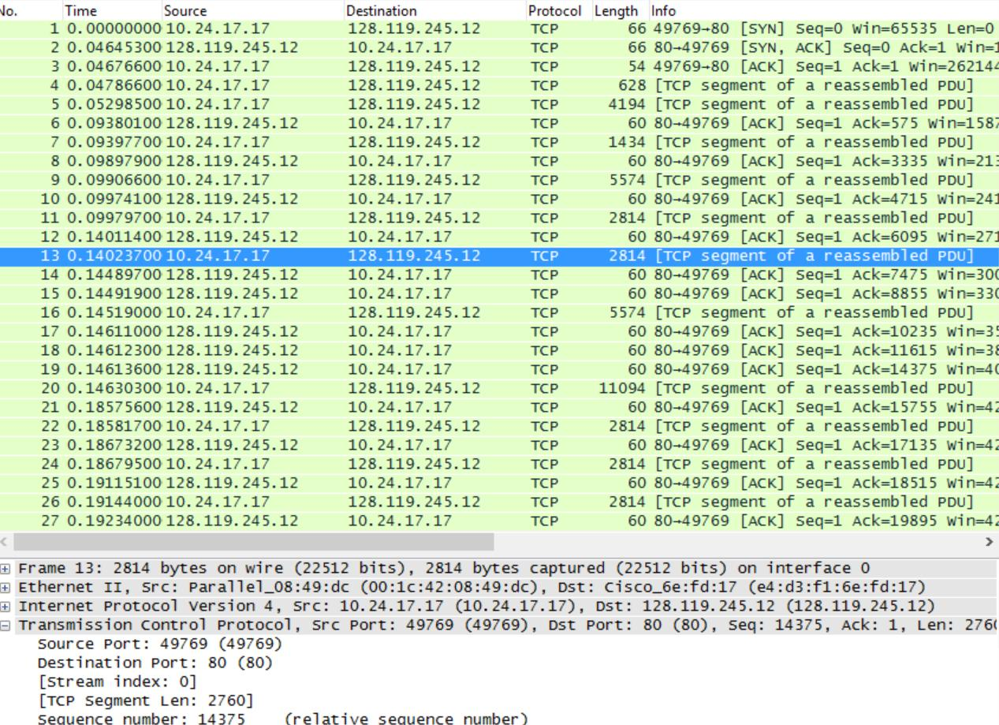 No. Time Source Destination Protocol Length Info
1 0.00000000 10.24.17.17 128.119.245.12 TCP 66 49769→80 [SYN] Seq=0 Win=65535 Len=0
2 0.04645300 128.119.245.12 10.24.17.17 TCP 66 80→49769 [SYN, ACK] Seq=0 Ack=1 Win=1
3 0.04676600 10.24.17.17 128.119.245.12 TCP 54 49769→80 [ACK] Seq=1 Ack=1 Win=262144
4 0.04786600 10.24.17.17 128.119.245.12 TCP 628 [TCP segment of a reassembled PDU]
5 0.05298500 10.24.17.17 128.119.245.12 TCP 4194 [TCP segment of a reassembled PDU]
6 0.09380100 128.119.245.12 10.24.17.17 TCP 60 80→49769 [ACK] Seq=1 Ack=575 Win=1587
7 0.09397700 10.24.17.17 128.119.245.12 TCP 1434 [TCP segment of a reassembled PDU]
8 0.09897900 128.119.245.12 10.24.17.17 TCP 60 80→49769 [ACK] Seq=1 Ack=3335 Win=213
9 0.09906600 10.24.17.17 128.119.245.12 TCP 5574 [TCP segment of a reassembled PDU]
10 0.09974100 128.119.245.12 10.24.17.17 TCP 60 80→49769 [ACK] Seq=1 Ack=4715 Win=241
11 0.09979700 10.24.17.17 128.119.245.12 TCP 2814 [TCP segment of a reassembled PDU]
12 0.14011400 128.119.245.12 10.24.17.17 TCP 60 80→49769 [ACK] Seq=1 Ack=6095 Win=271
13 0.14023700 10.24.17.17 128.119.245.12 TCP 2814 [TCP segment of a reassembled PDU]
14 0.14489700 128.119.245.12 10.24.17.17 TCP 60 80→49769 [ACK] Seq=1 Ack=7475 Win=300
15 0.14491900 128.119.245.12 10.24.17.17 TCP 60 80→49769 [ACK] Seq=1 Ack=8855 Win=330
16 0.14519000 10.24.17.17 128.119.245.12 TCP 5574 [TCP segment of a reassembled PDU]
17 0.14611000 128.119.245.12 10.24.17.17 TCP 60 80→49769 [ACK] Seq=1 Ack=10235 Win=35
18 0.14612300 128.119.245.12 10.24.17.17 TCP 60 80→49769 [ACK] Seq=1 Ack=11615 Win=38
19 0.14613600 128.119.245.12 10.24.17.17 TCP 60 80→49769 [ACK] Seq=1 Ack=14375 Win=40
20 0.14630300 10.24.17.17 128.119.245.12 TCP 11094 [TCP segment of a reassembled PDU]
21 0.18575600 128.119.245.12 10.24.17.17 TCP 60 80→49769 [ACK] Seq=1 Ack=15755 Win=42
22 0.18581700 10.24.17.17 128.119.245.12 TCP 2814 [TCP segment of a reassembled PDU]
23 0.18673200 128.119.245.12 10.24.17.17 TCP 60 80→49769 [ACK] Seq=1 Ack=17135 Win=42
24 0.18679500 10.24.17.17 128.119.245.12 TCP 2814 [TCP segment of a reassembled PDU]
25 0.19115100 128.119.245.12 10.24.17.17 TCP 60 80→49769 [ACK] Seq=1 Ack=18515 Win=42
26 0.19144000 10.24.17.17 128.119.245.12 TCP 2814 [TCP segment of a reassembled PDU]
27 0.19234000 128.119.245.12 10.24.17.17 TCP 60 80→49769 [ACK] Seq=1 Ack=19895 Win=42
Frame 13: 2814 bytes on wire (22512 bits), 2814 bytes captured (22512 bits) on interface 0
Ethernet II, Src: Parallel_08:49:dc (00:1c:42:08:49:dc), Dst: Cisco_6e:fd:17 (e4:d3:f1:6e:fd:17)
Internet Protocol Version 4, Src: 10.24.17.17 (10.24.17.17), Dst: 128.119.245.12 (128.119.245.12)
Transmission Control Protocol, Src Port: 49769 (49769), Dst Port: 80 (80), Seq: 14375, Ack: 1, Len: 2760
Source Port: 49769 (49769)
Destination Port: 80 (80)
[Stream index: 0]
[TCP Segment Len: 2760]
Sequence number: 14375 (relative sequence number)